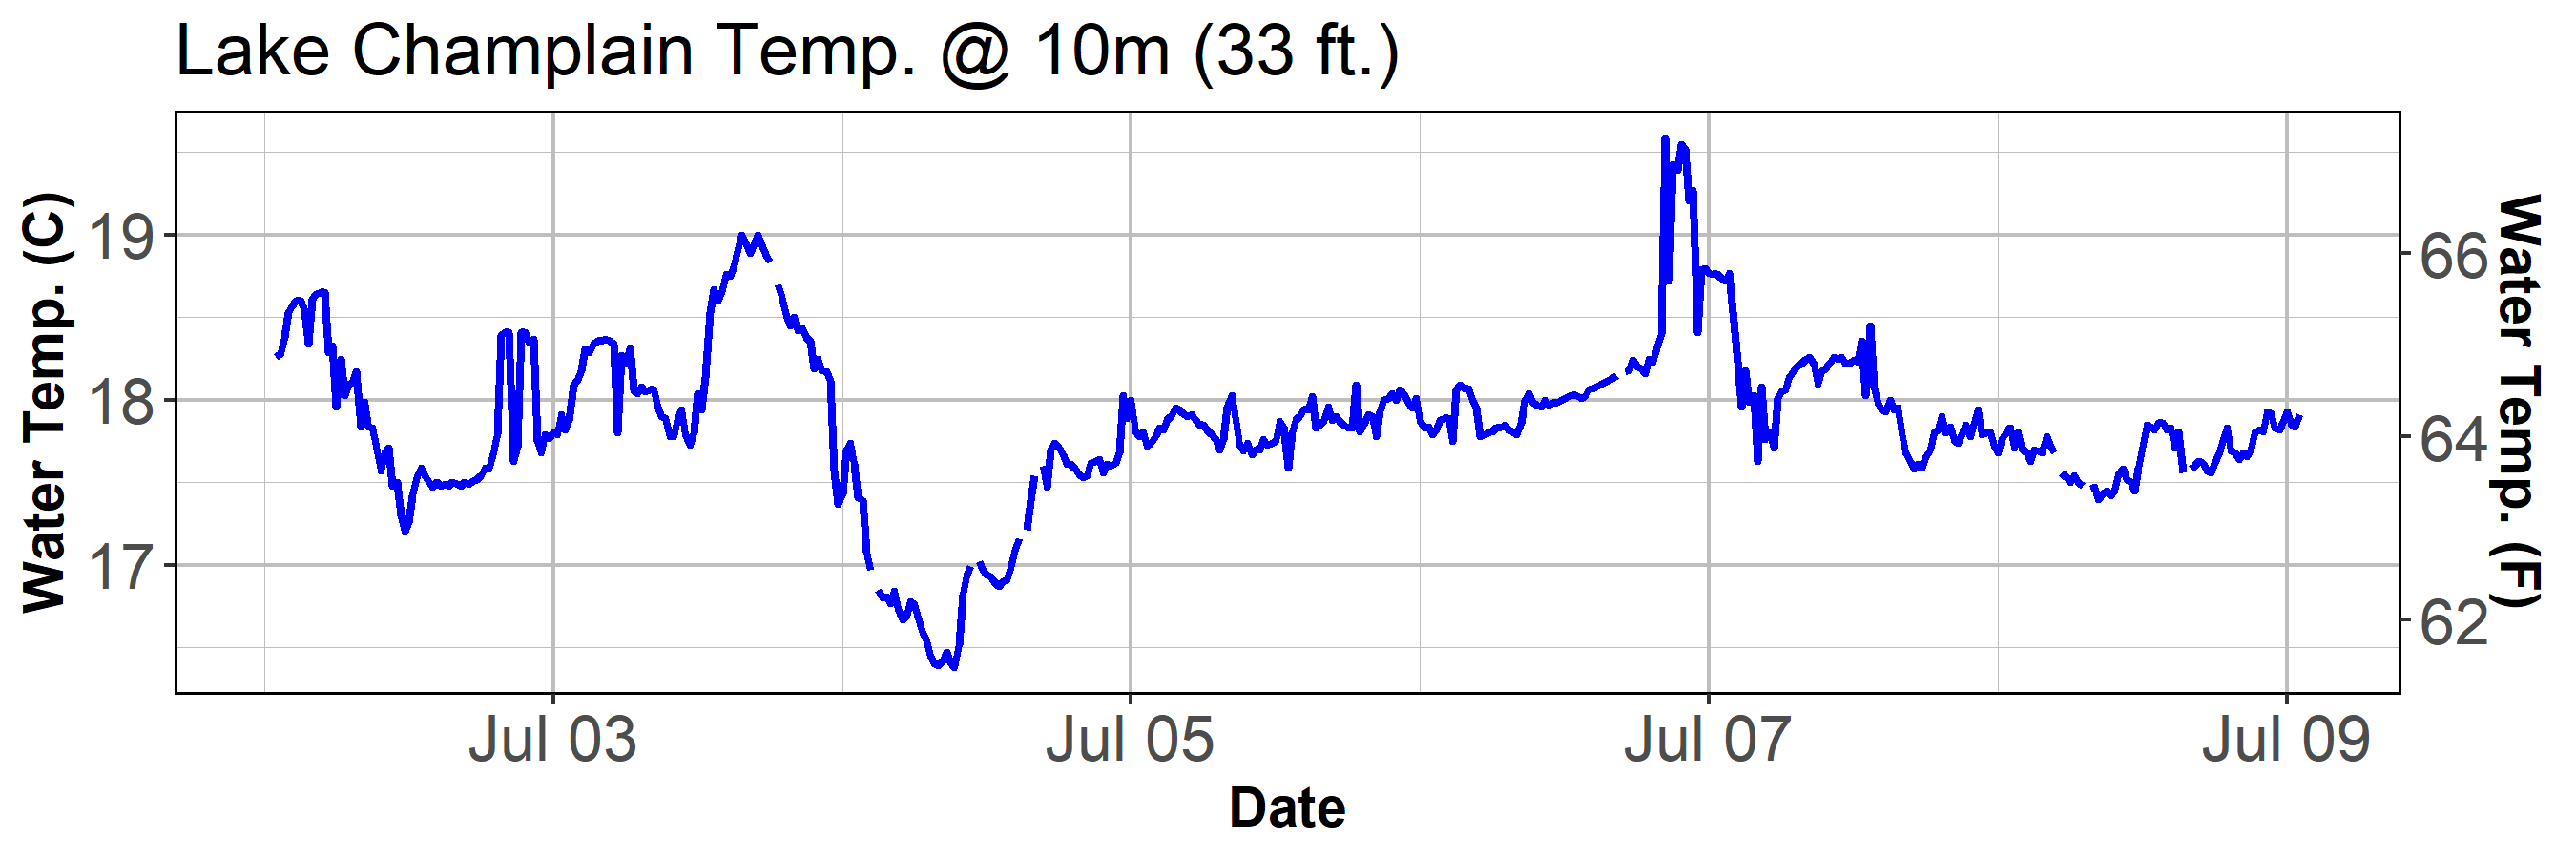 Lake Champlain Temp. @ 10m (33 ft.)
Water Temp. (C)
19
18
17
66
64
62
Water Temp. (F)
Jul 03 Jul 05 Jul 07 Jul 09
Date